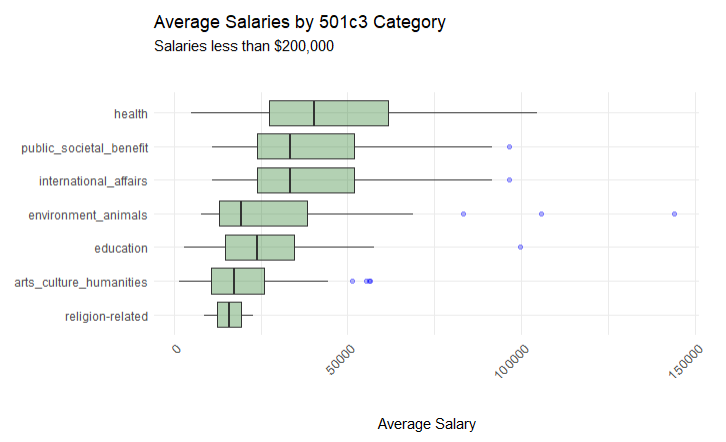 Average Salaries by 501c3 Category
Salaries less than $200,000
health
public_societal_benefit
international_affairs
environment_animals
education
arts_culture_humanities
religion-related
0
50000
100000
150000
Average Salary